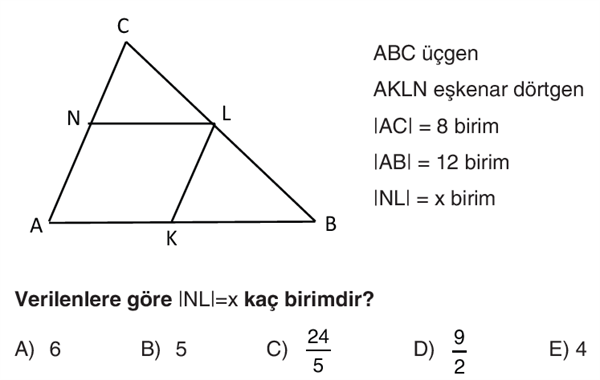 C
N
L
A
K
B
ABC üçgen
AKLN eşkenar dörtgen
|AC| = 8 birim
|AB| = 12 birim
|NL| = x birim
Verilenlere göre |NL|=x kaç birimdir?
A) 6 B) 5 C) 24/5 D) 9/2 E) 4